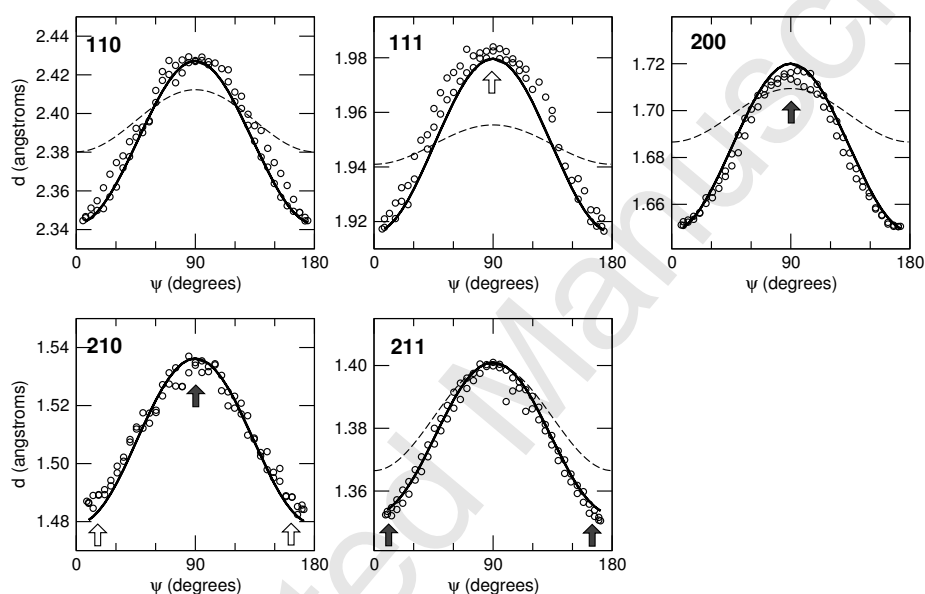 110
111
200
2.44
2.42
2.40
2.38
2.36
2.34
d (angstroms)
0 90 180
ψ (degrees)
1.98
1.96
1.94
1.92
0 90 180
ψ (degrees)
1.72
1.70
1.68
1.66
0 90 180
ψ (degrees)
210
211
1.54
1.52
1.50
1.48
d (angstroms)
0 90 180
ψ (degrees)
1.40
1.38
1.36
0 90 180
ψ (degrees)
ted Manuscr